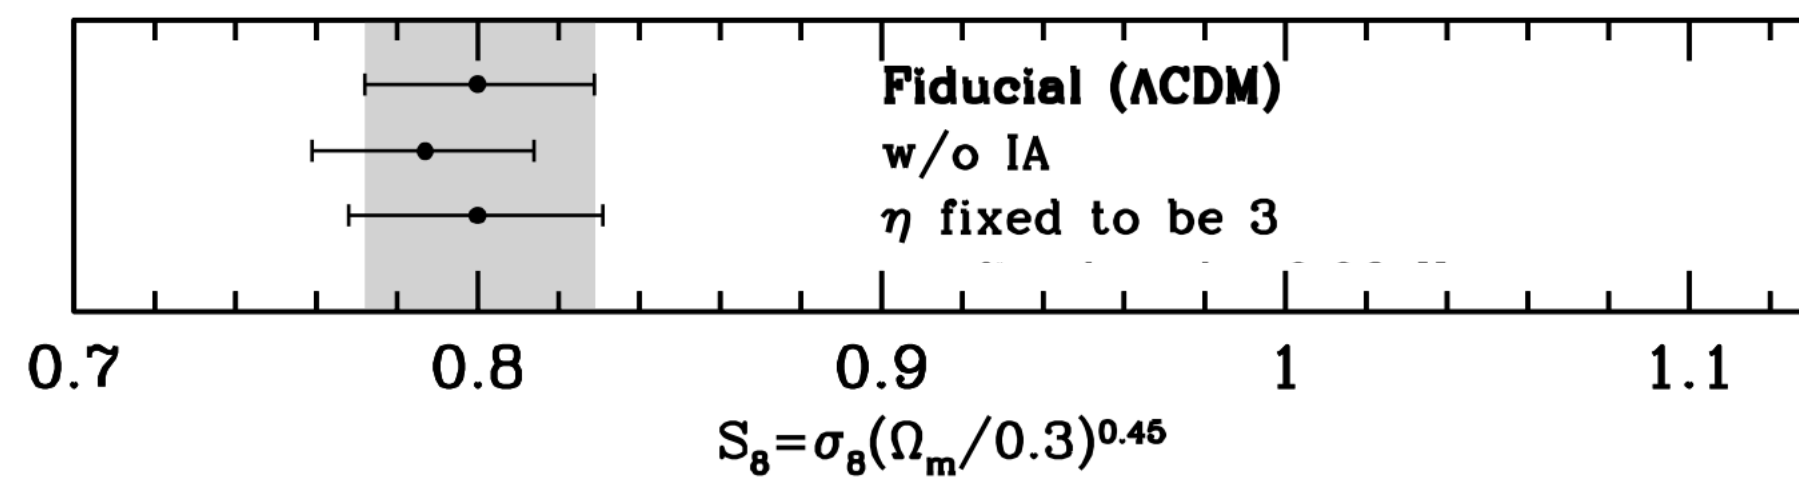 Fiducial (ΛCDM)
w/o IA
η fixed to be 3
0.7 0.8 0.9 1 1.1
S₈=σ₈(Ωₘ/0.3)⁰·⁴⁵